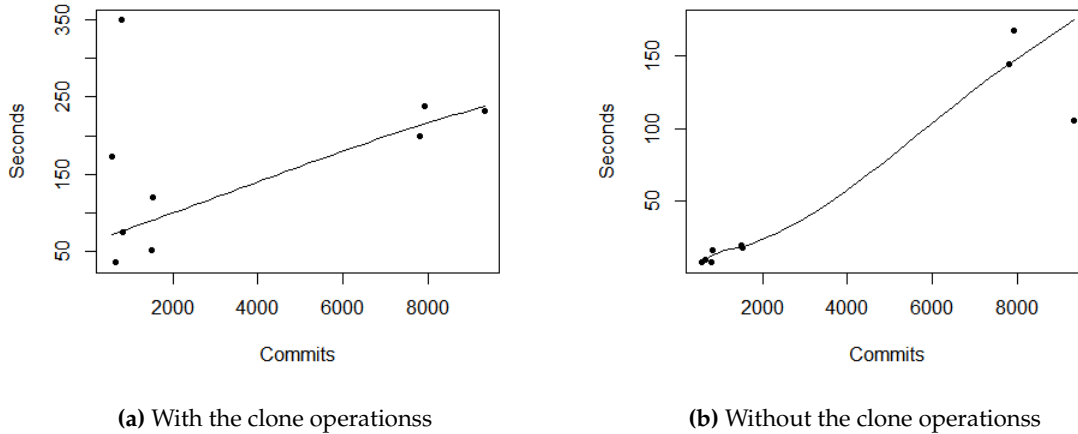 350
250
150
50
Seconds
2000
4000
6000
8000
Commits
150
100
50
Seconds
2000
4000
6000
8000
Commits
(a) With the clone operationss
(b) Without the clone operationss